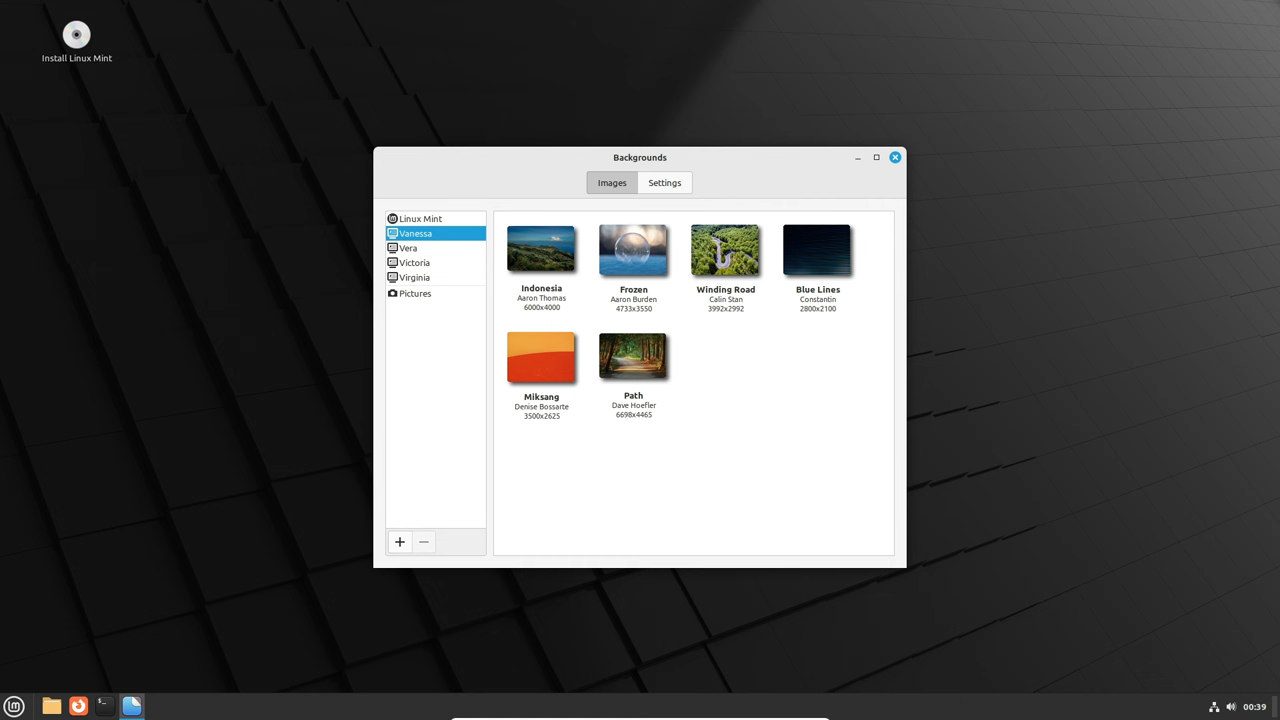 Install Linux Mint
Backgrounds
Images
Settings
Linux Mint
Vanessa
Vera
Victoria
Virginia
Pictures
Indonesia
Aaron Thomas
6000x4000
Frozen
Aaron Burden
4733x3550
Winding Road
Calin Stan
3992x2992
Blue Lines
Constantin
2800x2100
Miksang
Denise Bossarte
3500x2625
Path
Dave Hoefler
6698x4465
00:39